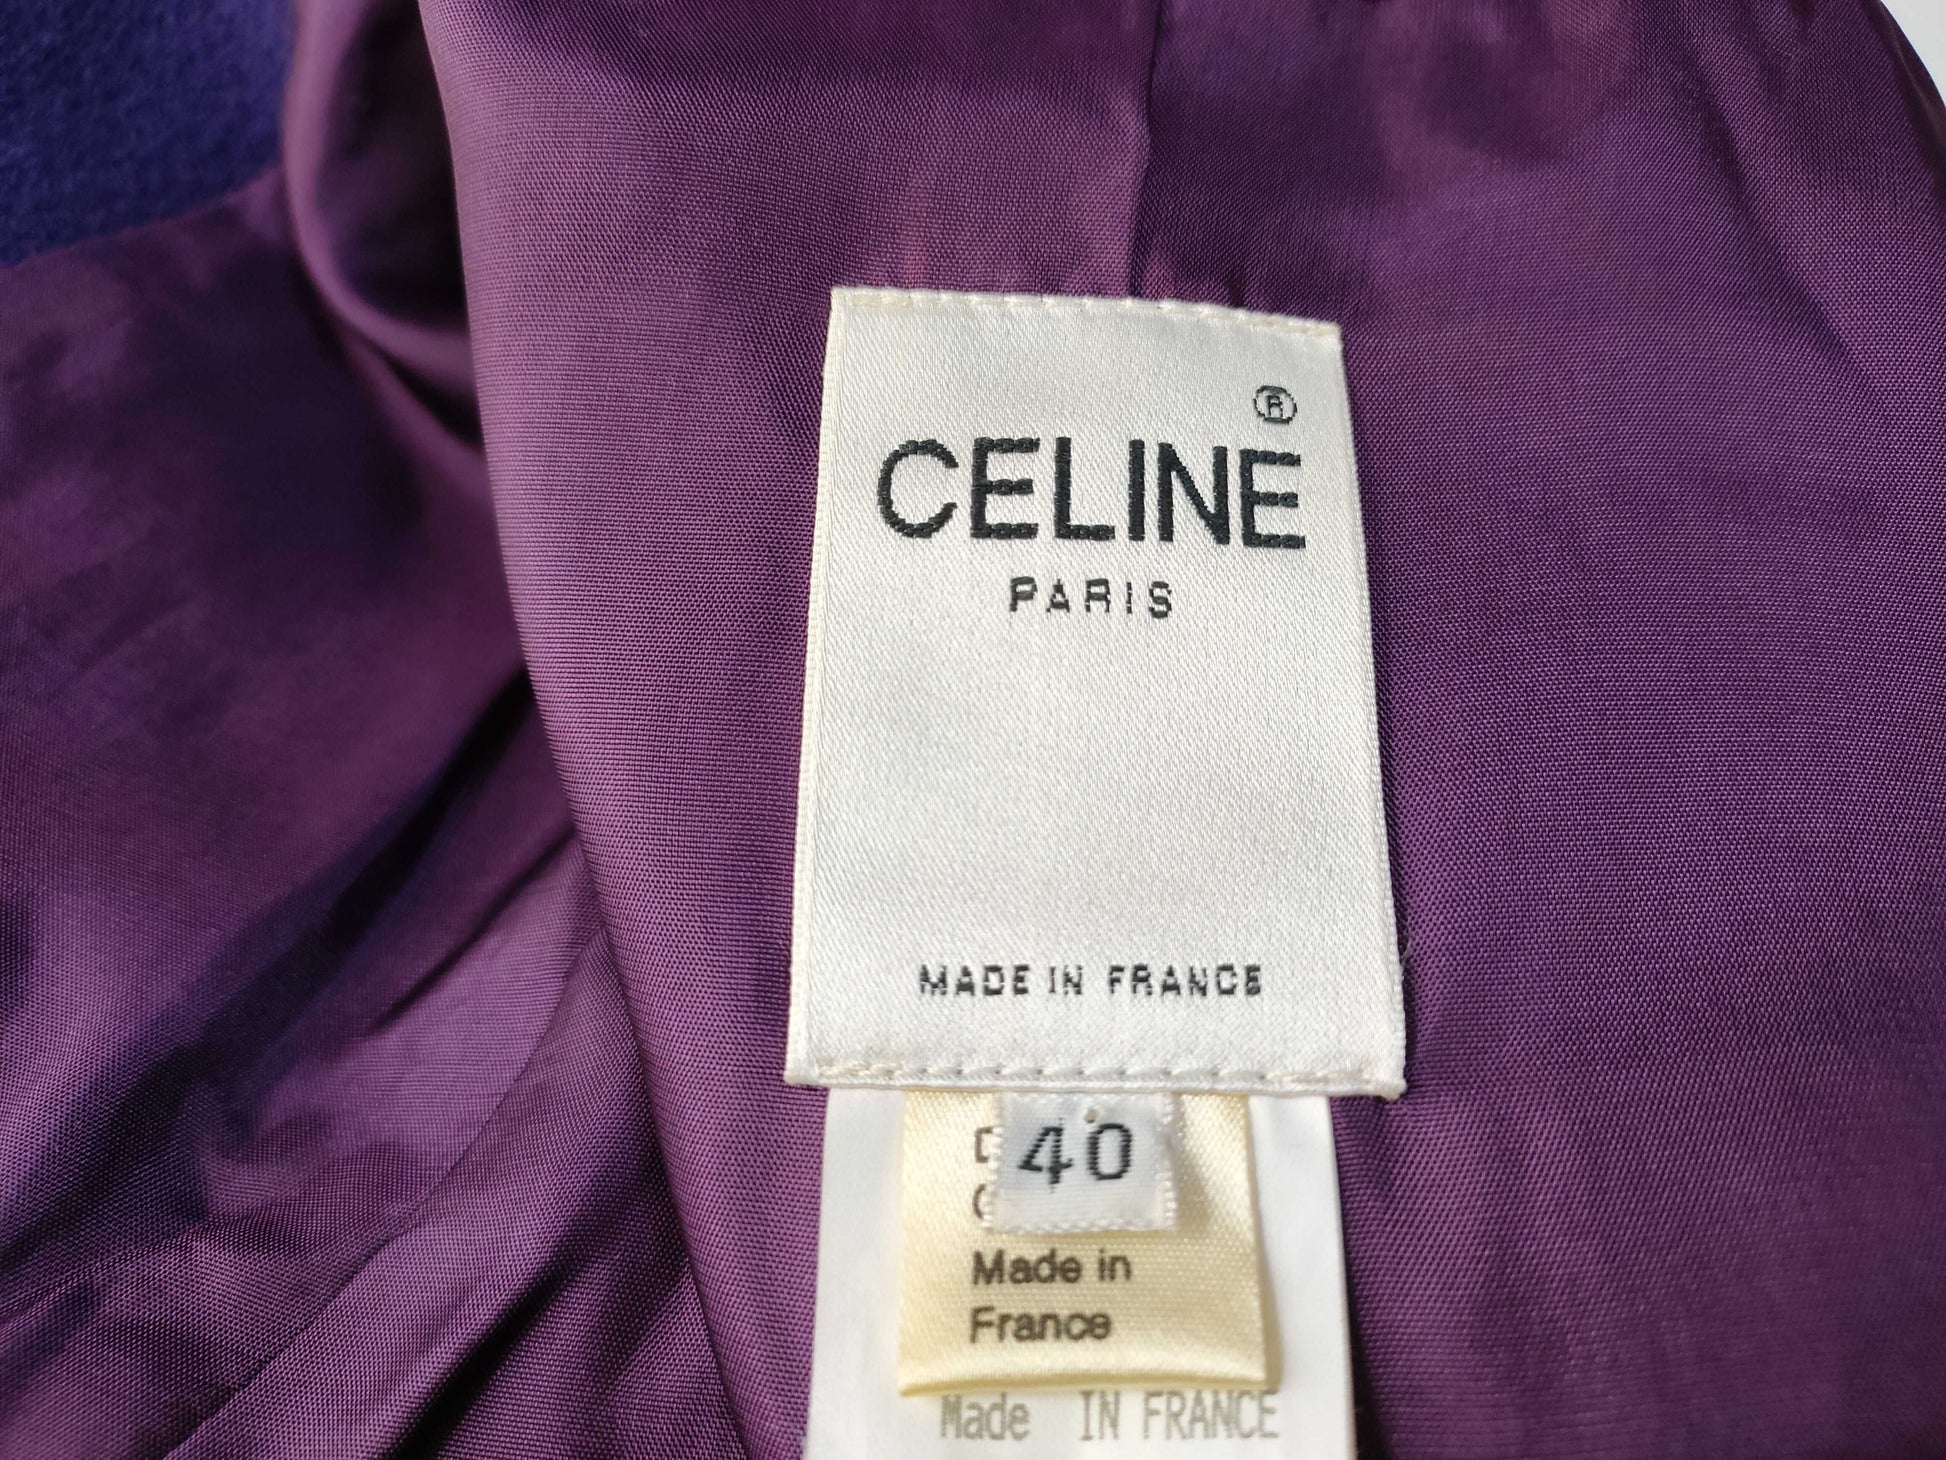 ®
CELINE
PARIS
MADE IN FRANCE
40
Made in
France
Made IN FRANCE